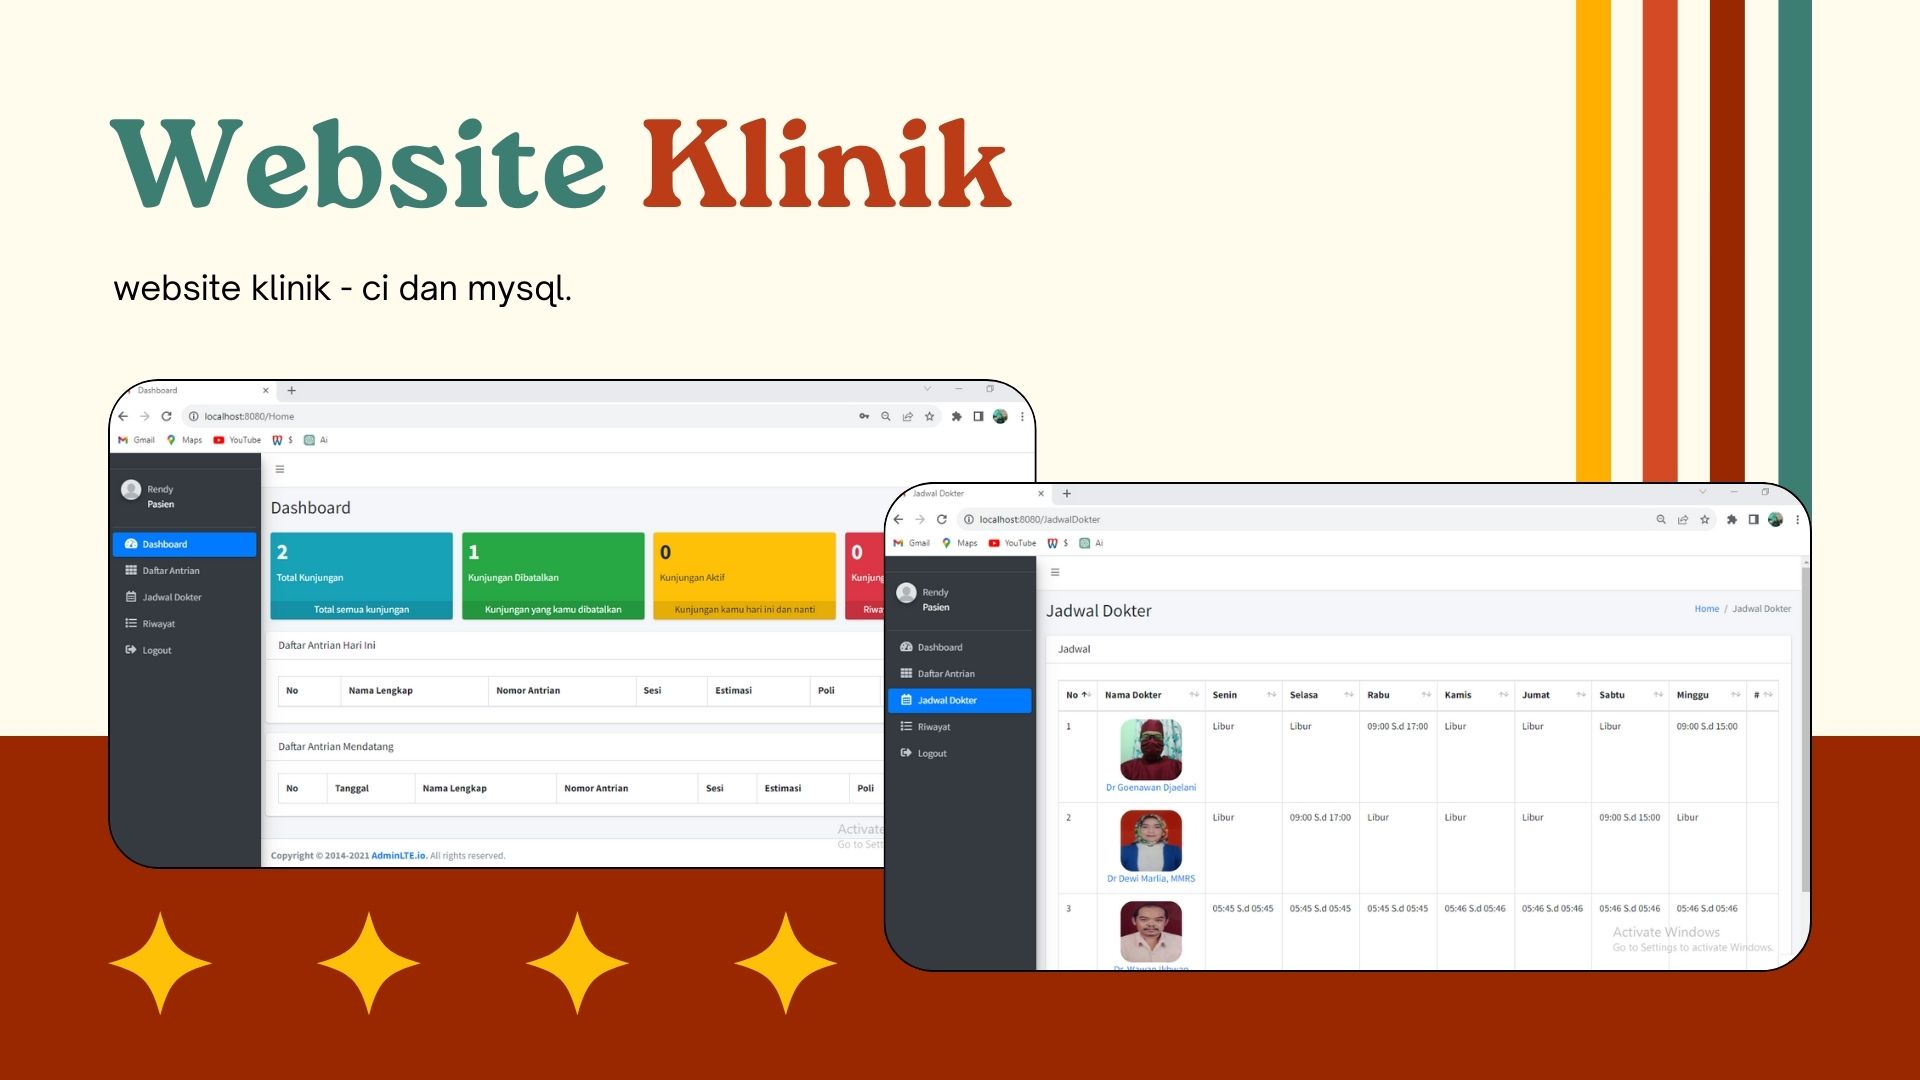 Website Klinik
website klinik - ci dan mysql.
Dashboard
localhost:8080/Home
Gmail Maps YouTube $ Ai
Rendy
Pasien
Dashboard
Daftar Antrian
Jadwal Dokter
Riwayat
Logout
Dashboard
2 1 0 0
Total Kunjungan Kunjungan Dibatalkan Kunjungan Aktif
Total semua kunjungan Kunjungan yang kamu dibatalkan Kunjungan kamu hari ini dan nanti
Daftar Antrian Hari Ini
No Nama Lengkap Nomor Antrian Sesi Estimasi Poli
Daftar Antrian Mendatang
No Tanggal Nama Lengkap Nomor Antrian Sesi Estimasi Poli
Activate
Go to
Copyright © 2014-2021 AdminLTE.io. All rights reserved.
Jadwal Dokter
localhost:8080/JadwalDokter
Gmail Maps YouTube $ Ai
Rendy
Pasien
Dashboard
Daftar Antrian
Jadwal Dokter
Riwayat
Logout
Jadwal Dokter Home / Jadwal Dokter
Jadwal
No Nama Dokter Senin Selasa Rabu Kamis Jumat Sabtu Minggu #
1 Libur Libur 09:00 S.d 17:00 Libur Libur Libur 09:00 S.d 15:00
Dr Goenawan Djaelani
2 Libur 09:00 S.d 17:00 Libur Libur Libur 09:00 S.d 15:00 Libur
Dr Dewi Marlia, MMRS
3 05:45 S.d 05:45 05:45 S.d 05:45 05:45 S.d 05:45 05:46 S.d 05:46 05:46 S.d 05:46 05:46 S.d 05:46 05:46 S.d 05:46
Activate Windows
Go to Settings to activate Windows.